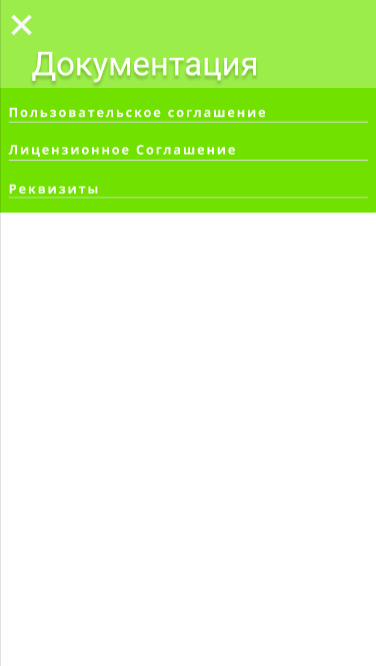 Документация
Пользовательское соглашение
Лицензионное Соглашение
Реквизиты